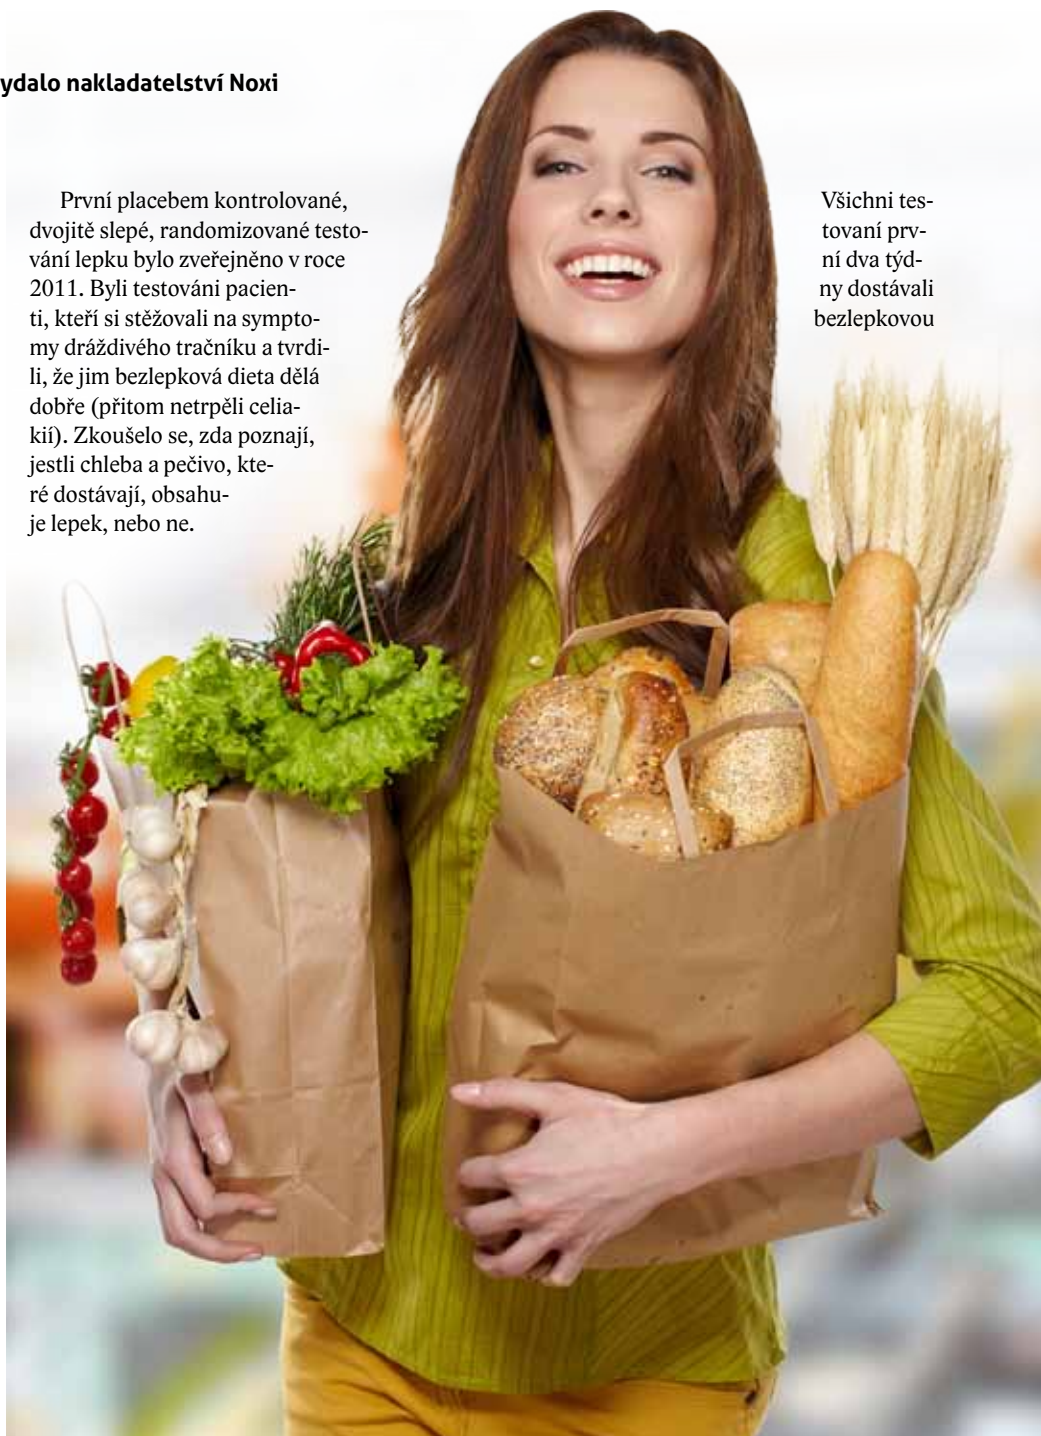 ydalo nakladatelství Noxi
První placebem kontrolované,
dvojitě slepé, randomizované testo-
vání lepku bylo zveřejněno v roce
2011. Byli testováni pacien-
ti, kteří si stěžovali na sympto-
my dráždivého tračníku a tvrdi-
li, že jim bezlepková dieta dělá
dobře (přitom netrpěli celia-
kií). Zkoušelo se, zda poznají,
jestli chleba a pečivo, kte-
ré dostávají, obsahu-
je lepek, nebo ne.
Všichni tes-
tovaní prv-
ní dva týd-
ny dostávali
bezlepkovou